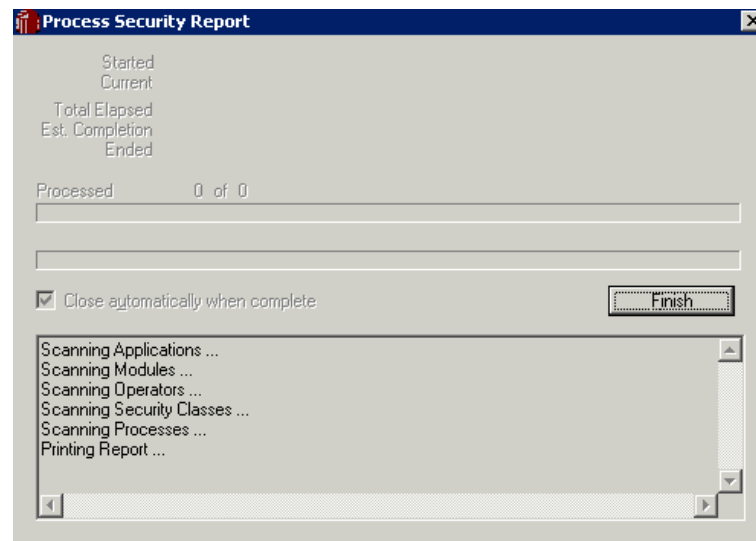 Process Security Report
Started
Current
Total Elapsed
Est. Completion
Ended
Processed 0 of 0
Close automatically when complete
Finish
Scanning Applications ...
Scanning Modules ...
Scanning Operators ...
Scanning Security Classes ...
Scanning Processes ...
Printing Report ...